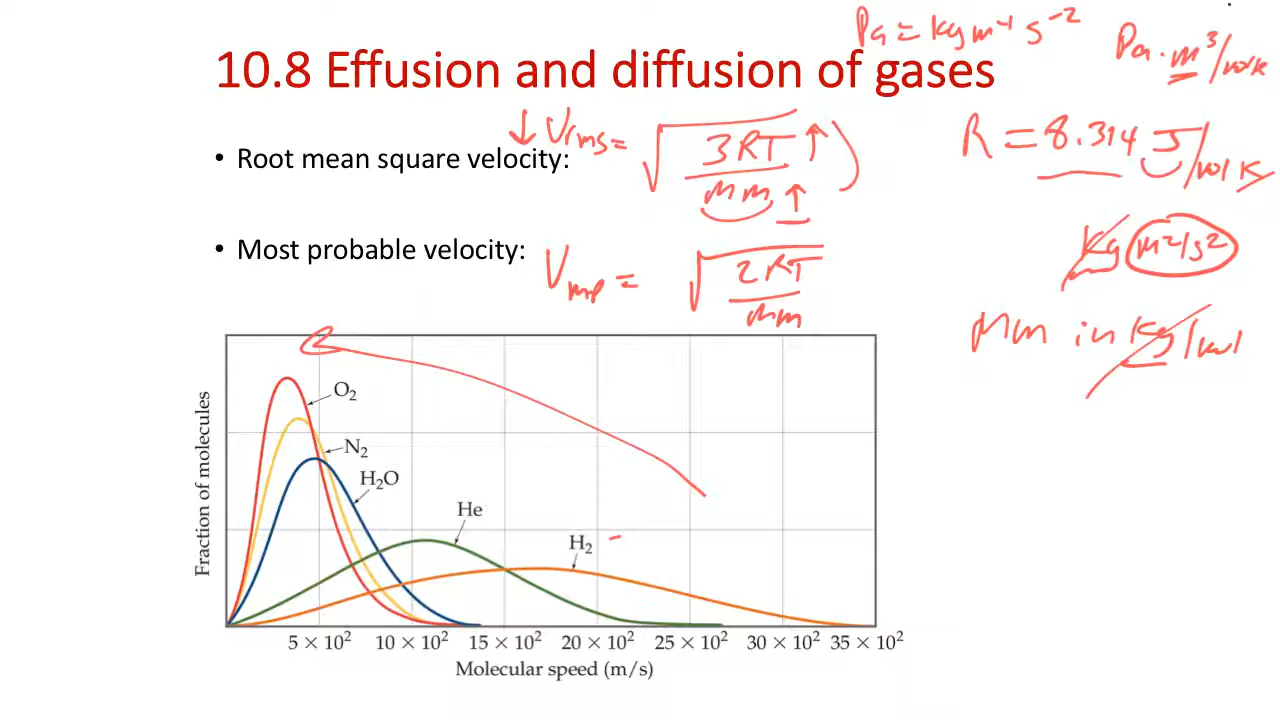 Pa = kg m⁻¹ s⁻²
Pa · m³/mol K
10.8 Effusion and diffusion of gases
• Root mean square velocity: ↓ Vrms = √(3RT ↑ / Mm ↑)
R = 8.314 J/mol K
kg m²/s²
• Most probable velocity: Vmp = √(2RT / Mm)
Mm in kg/mol
O₂
N₂
H₂O
He
H₂
Fraction of molecules
5 × 10² 10 × 10² 15 × 10² 20 × 10² 25 × 10² 30 × 10² 35 × 10²
Molecular speed (m/s)